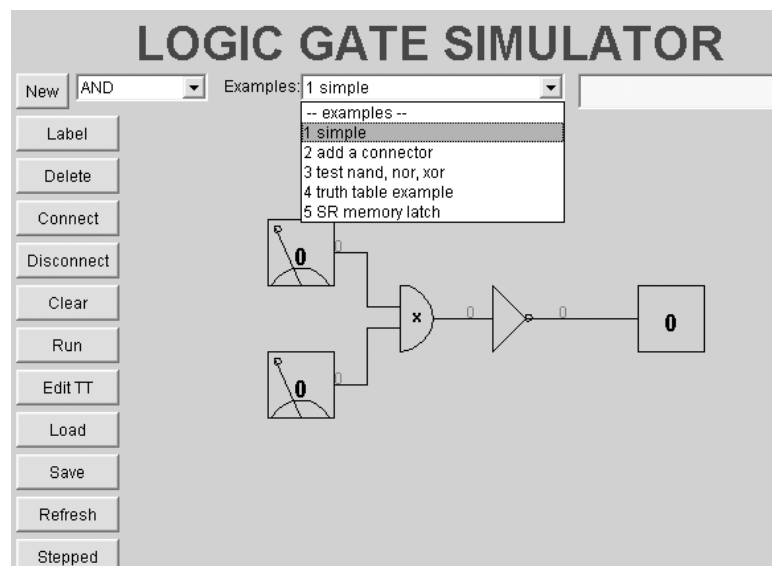 LOGIC GATE SIMULATOR
New AND Examples: 1 simple
-- examples --
1 simple
2 add a connector
3 test nand, nor, xor
4 truth table example
5 SR memory latch
Label
Delete
Connect
Disconnect
Clear
Run
Edit TT
Load
Save
Refresh
Stepped
0 0
x 0 0 0
0 0